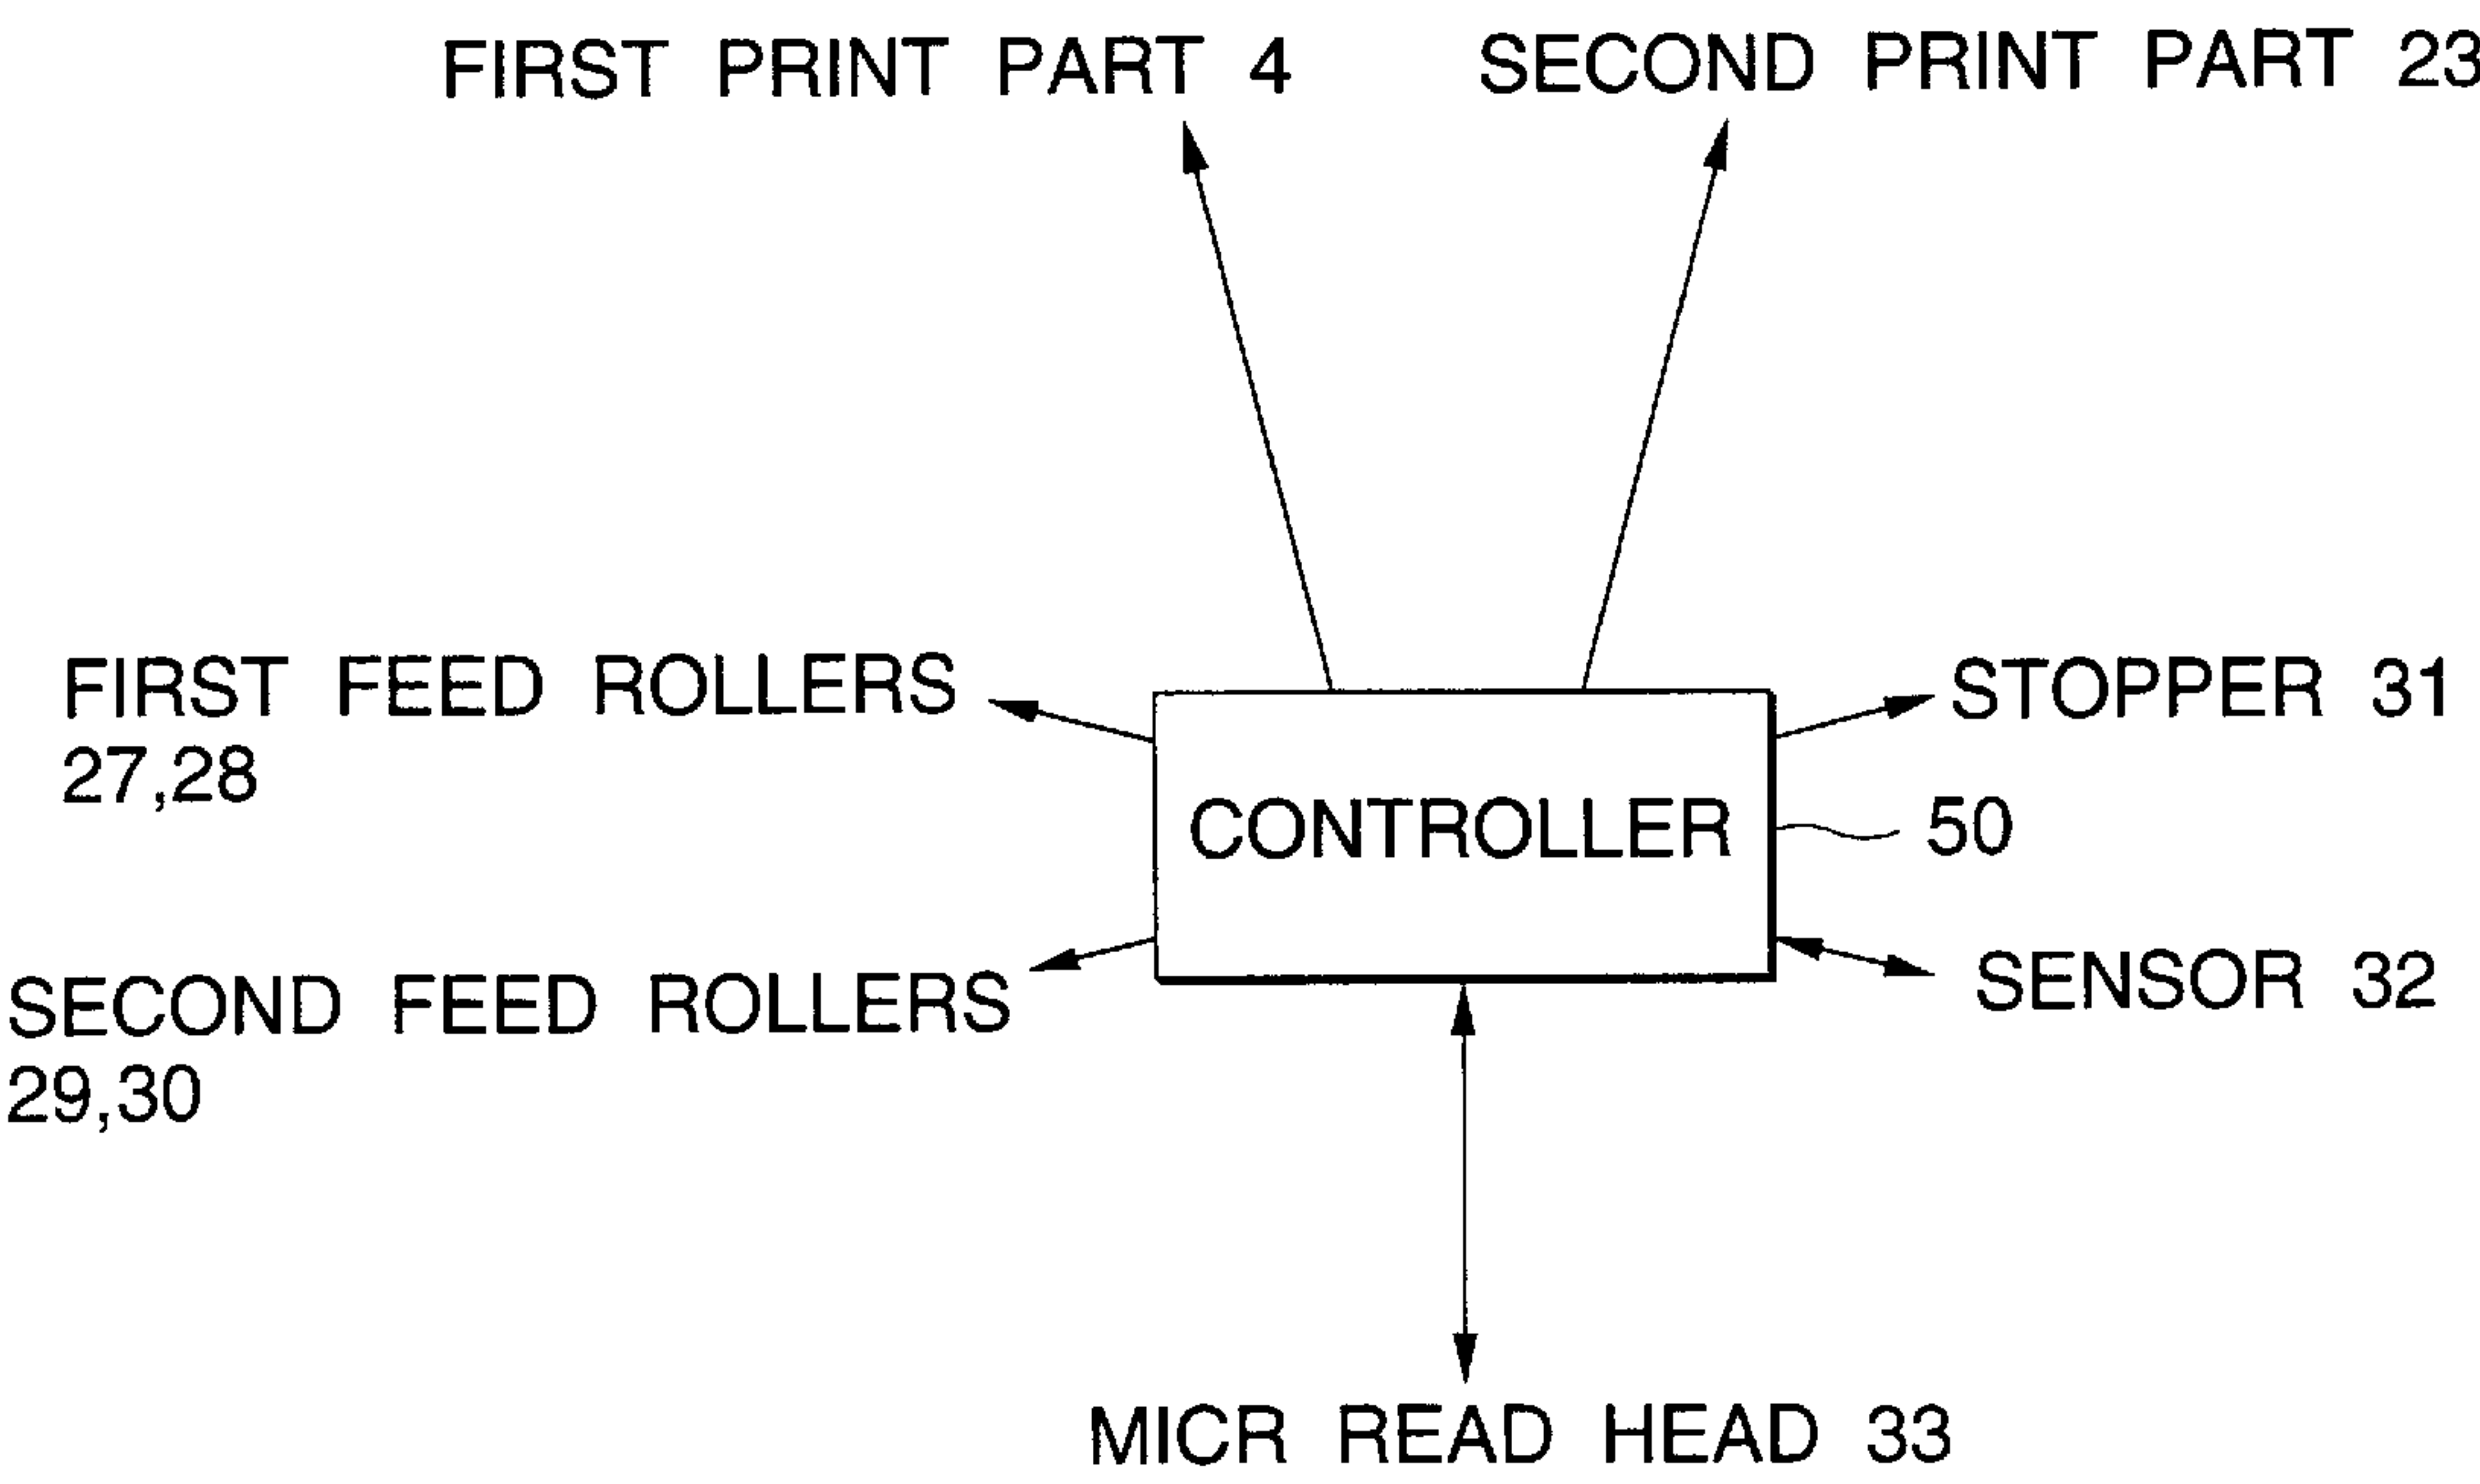 FIRST PRINT PART 4
SECOND PRINT PART 23
FIRST FEED ROLLERS
27,28
STOPPER 31
CONTROLLER
50
SECOND FEED ROLLERS
29,30
SENSOR 32
MICR READ HEAD 33